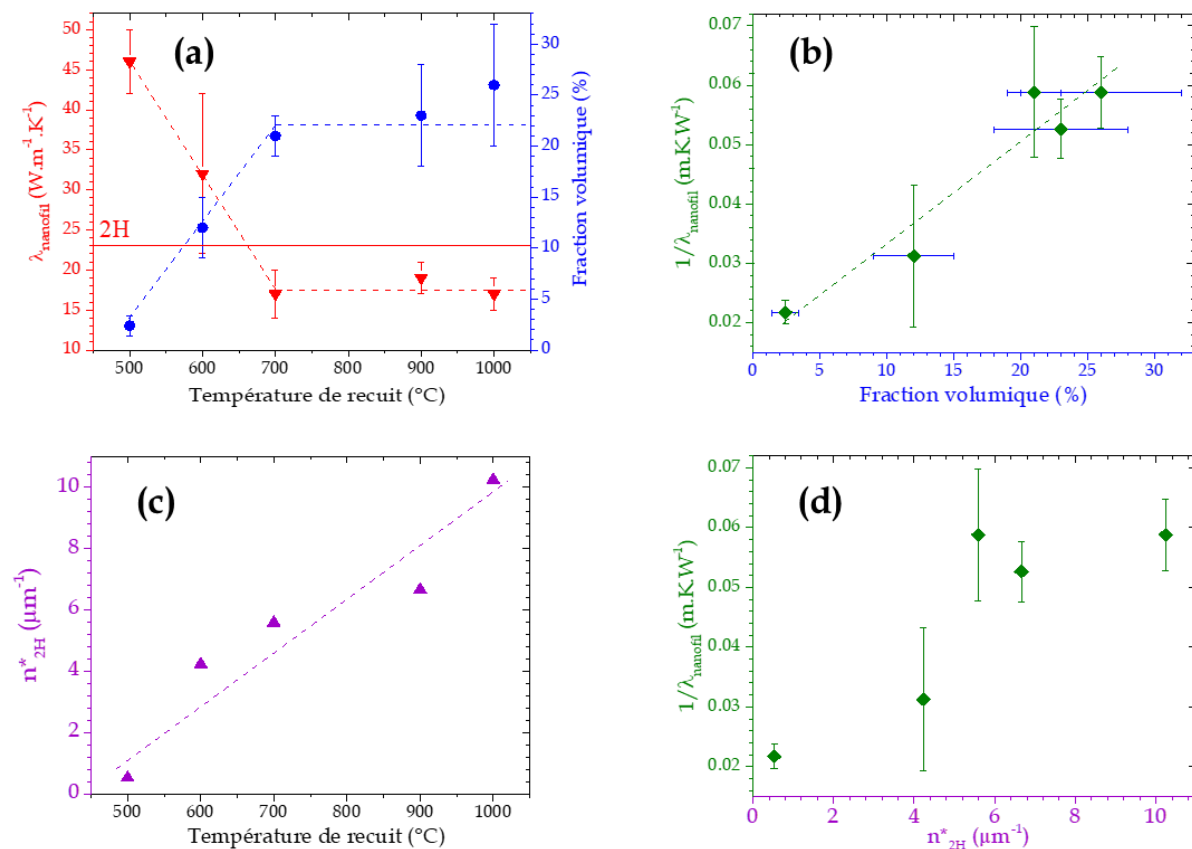 (a)
λnanofil (W.m-1.K-1)
50
45
40
35
30
25
20
15
10
2H
30
25
20
15
10
5
0
Fraction volumique (%)
500 600 700 800 900 1000
Température de recuit (°C)
(b)
1/λnanofil (m.K.W-1)
0.07
0.06
0.05
0.04
0.03
0.02
0 5 10 15 20 25 30
Fraction volumique (%)
(c)
n*2H (µm-1)
10
8
6
4
2
0
500 600 700 800 900 1000
Température de recuit (°C)
(d)
1/λnanofil (m.K.W-1)
0.07
0.06
0.05
0.04
0.03
0.02
0 2 4 6 8 10
n*2H (µm-1)